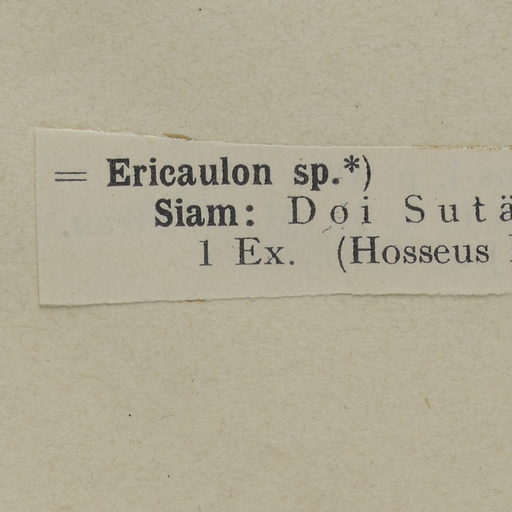 = Ericaulon sp.*)
Siam: Doi Sutä
1 Ex. (Hosseus